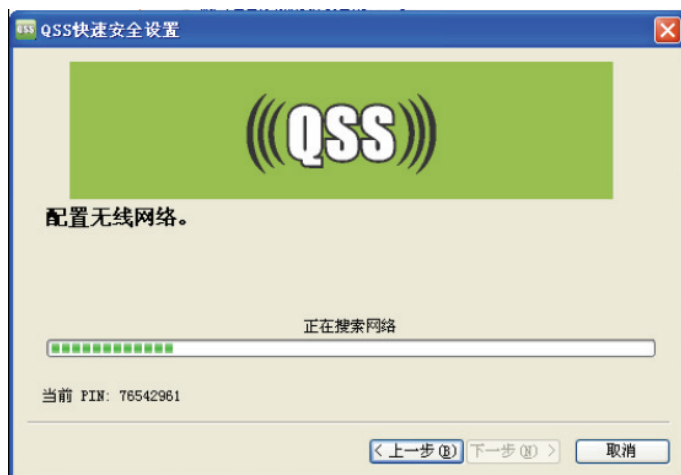 QSS快速安全设置
(((QSS)))
配置无线网络。
正在搜索网络
当前 PIN: 76542961
< 上一步(B) 下一步(N) > 取消